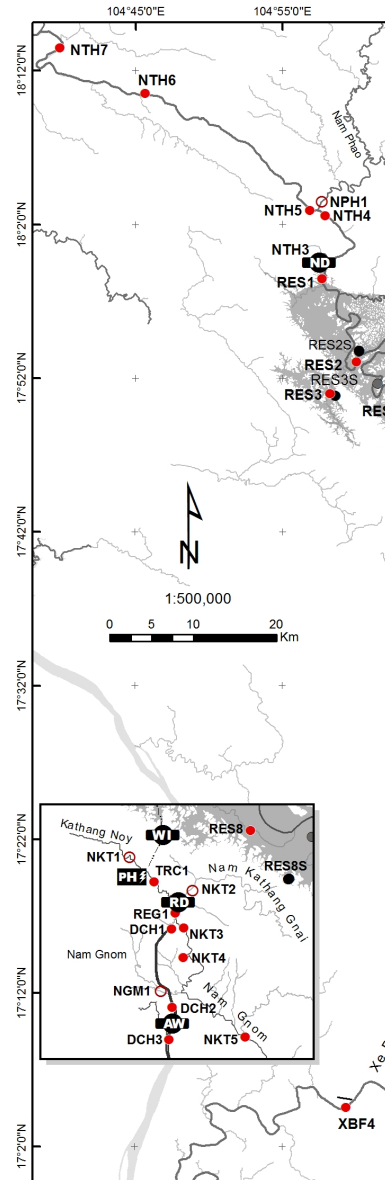 104°45'0"E
104°55'0"E
18°12'0"N
NTH7
NTH6
Nam Phao
NPH1
NTH5
NTH4
18°2'0"N
NTH3
ND
RES1
RES2S
RES2
17°52'0"N
RES3S
RES3
RES
17°42'0"N
N
1:500,000
0 5 10 20
Km
17°32'0"N
Kathang Noy
WI
RES8
17°22'0"N
NKT1
PH
TRC1
RES8S
Nam Kathang Gnai
NKT2
RD
REG1
DCH1
NKT3
Nam Gnom
NKT4
NGM1
Nam Gnom
17°12'0"N
DCH2
AW
DCH3
NKT5
Xe
XBF4
17°2'0"N